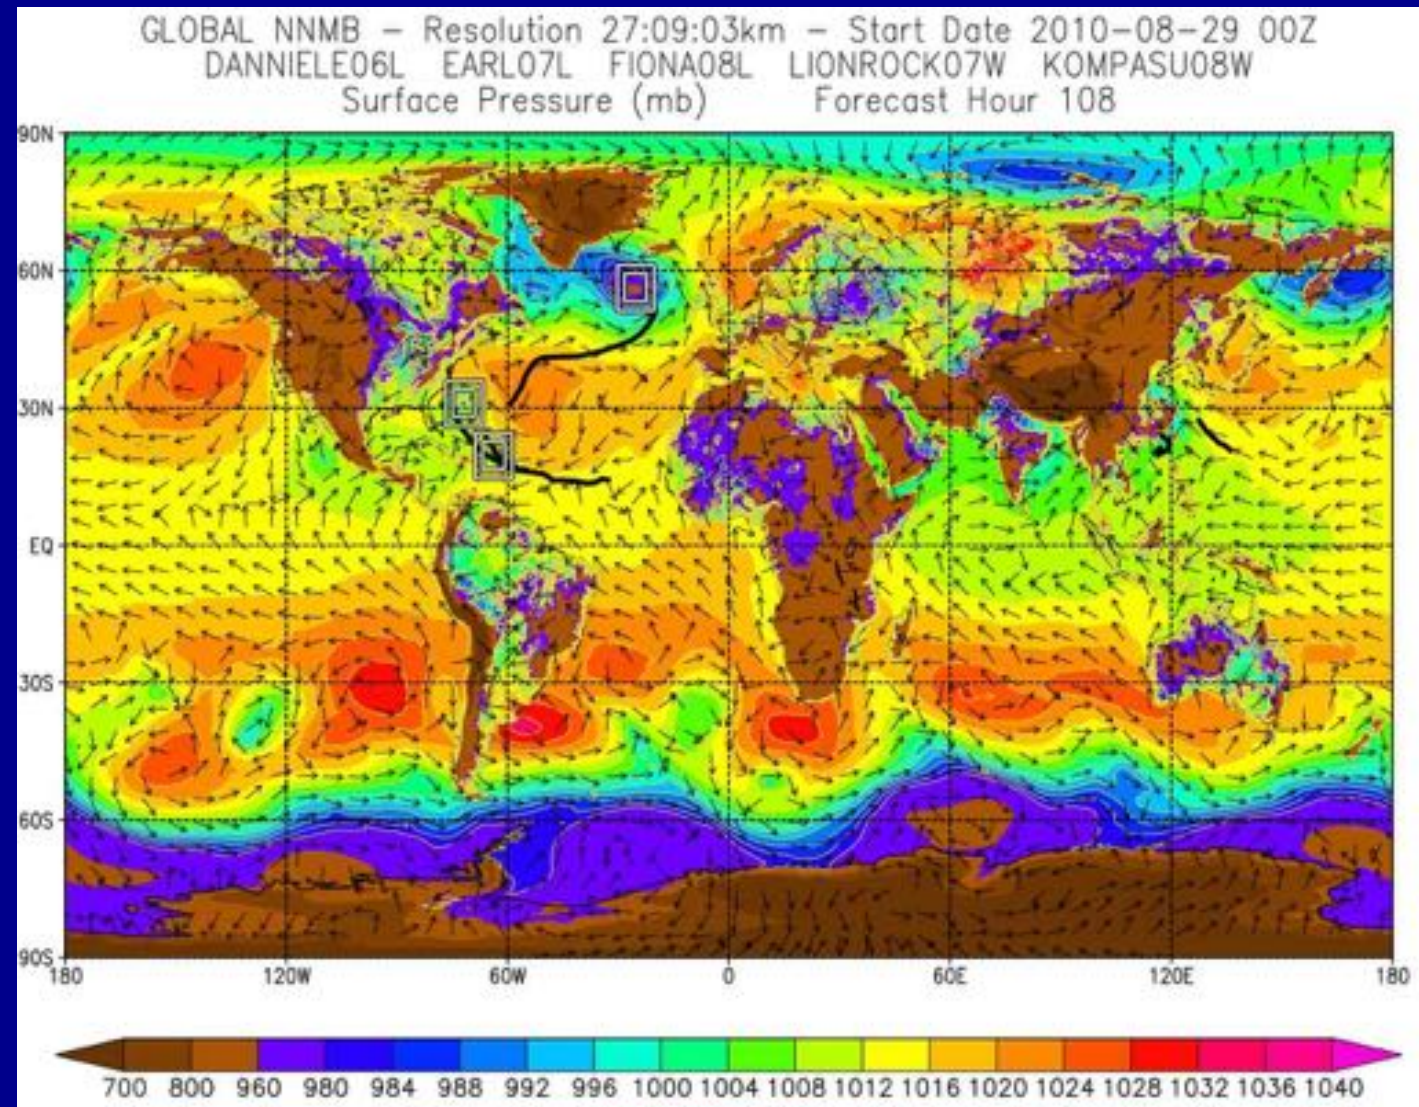 GLOBAL NNMB – Resolution 27:09:03km – Start Date 2010–08–29 00Z
DANNIELE06L EARL07L FIONA08L LIONROCK07W KOMPASU08W
Surface Pressure (mb) Forecast Hour 108
90N
60N
30N
EQ
30S
60S
90S
180 120W 60W 0 60E 120E 180
700 800 960 980 984 988 992 996 1000 1004 1008 1012 1016 1020 1024 1028 1032 1036 1040